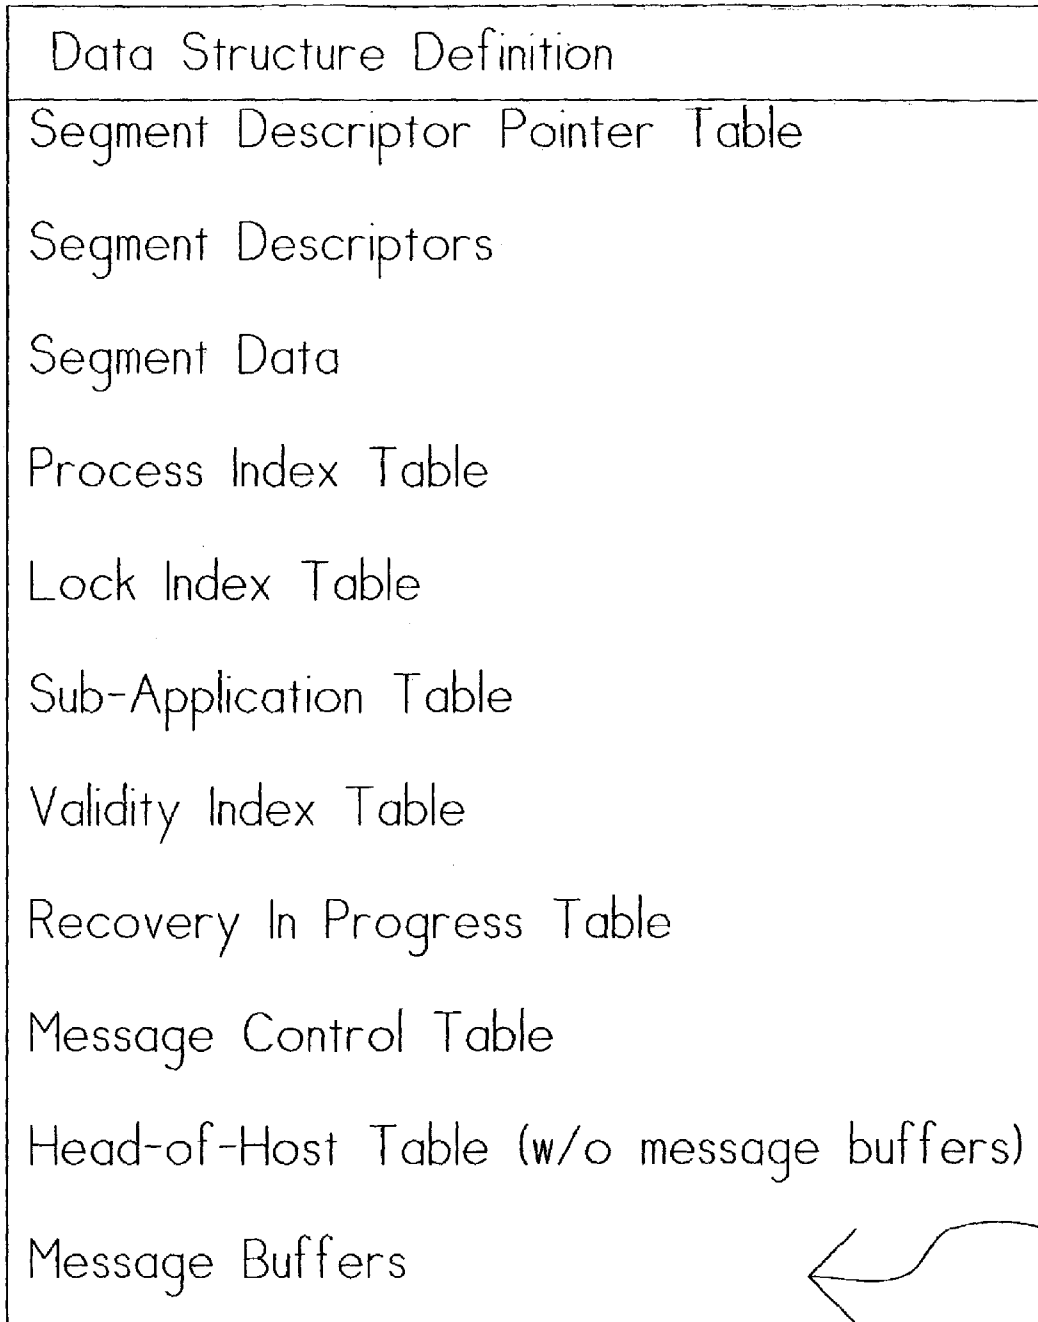 Data Structure Definition
Segment Descriptor Pointer Table
Segment Descriptors
Segment Data
Process Index Table
Lock Index Table
Sub-Application Table
Validity Index Table
Recovery In Progress Table
Message Control Table
Head-of-Host Table (w/o message buffers)
Message Buffers